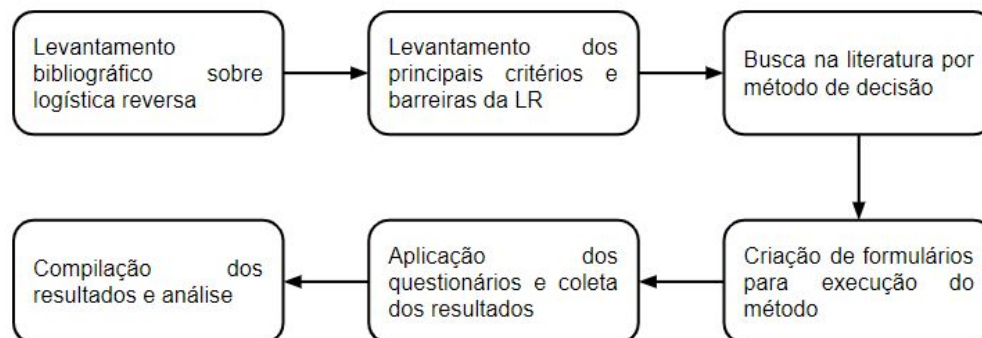 Levantamento
bibliográfico sobre
logística reversa
Levantamento dos
principais critérios e
barreiras da LR
Busca na literatura por
método de decisão
Criação de formulários
para execução do
método
Aplicação dos
questionários e coleta
dos resultados
Compilação dos
resultados e análise